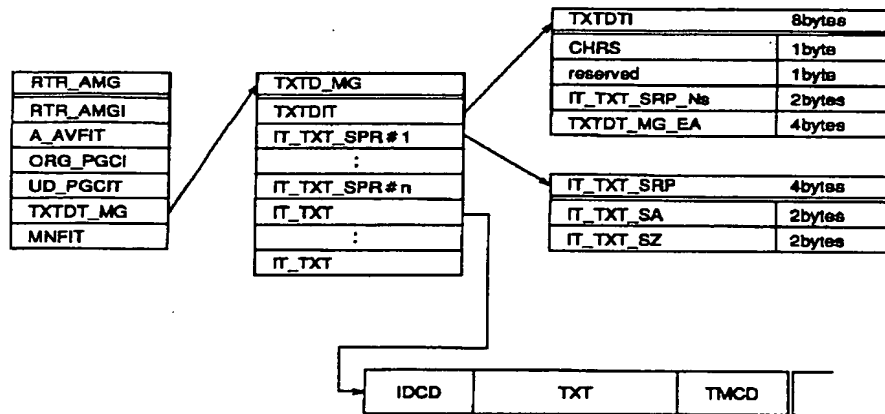 RTR_AMG
RTR_AMGI
A_AVFIT
ORG_PGCI
UD_PGCIT
TXTDT_MG
MNFIT
TXTD_MG
TXTDIT
IT_TXT_SPR#1
:
IT_TXT_SPR#n
IT_TXT
:
IT_TXT
TXTDTI 8bytes
CHRS 1byte
reserved 1byte
IT_TXT_SRP_Ns 2bytes
TXTDT_MG_EA 4bytes
IT_TXT_SRP 4bytes
IT_TXT_SA 2bytes
IT_TXT_SZ 2bytes
IDCD TXT TMCD